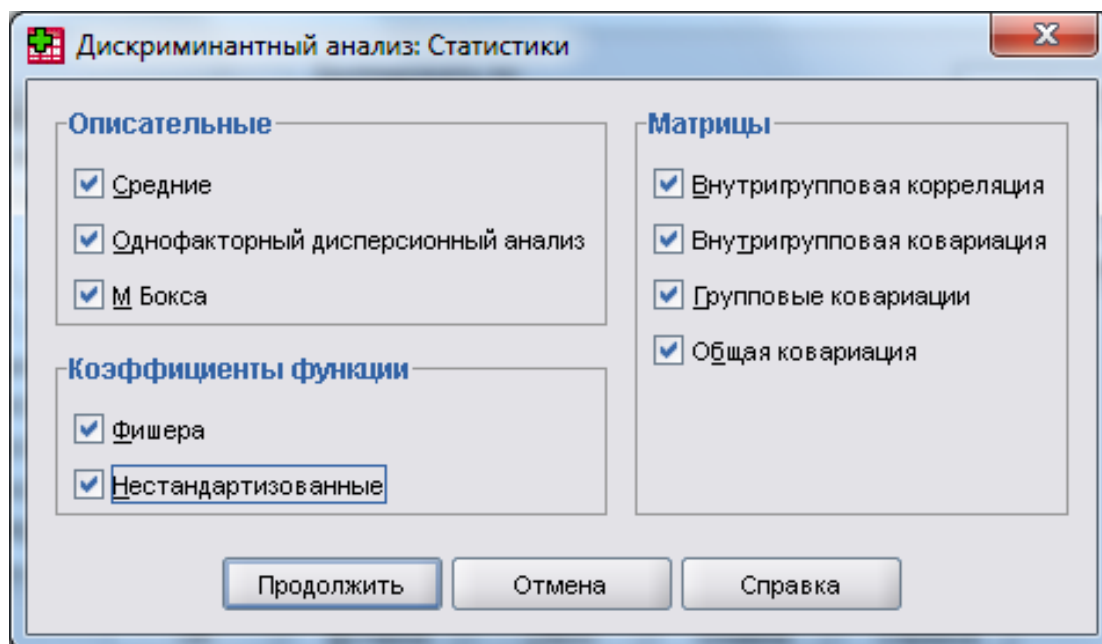 Дискриминантный анализ: Статистики
Описательные
Средние
Однофакторный дисперсионный анализ
М Бокса
Коэффициенты функции
Фишера
Нестандартизованные
Матрицы
Внутригрупповая корреляция
Внутригрупповая ковариация
Групповые ковариации
Общая ковариация
Продолжить
Отмена
Справка